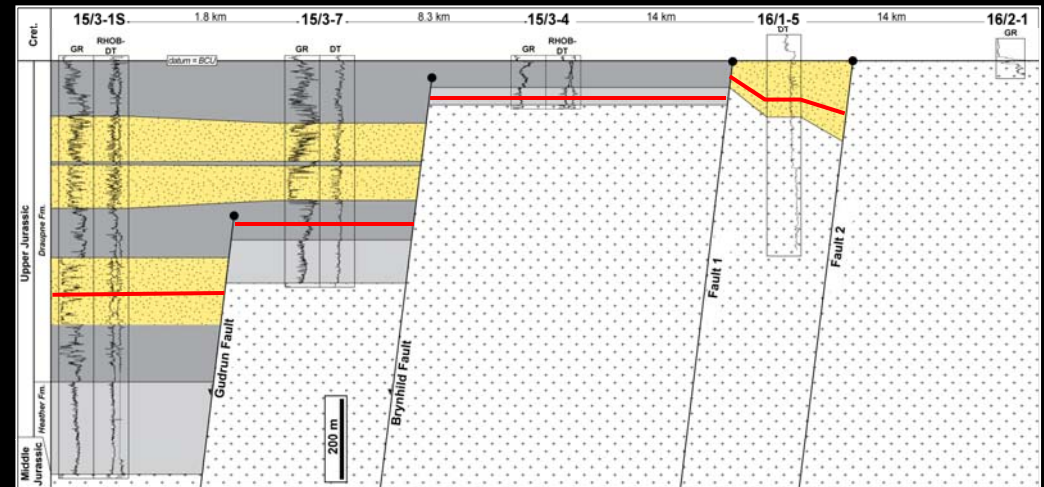 15/3-1S 1.8 km 15/3-7 8.3 km 15/3-4 14 km 16/1-5 14 km 16/2-1
Cret.
GR RHOB-DT
GR DT
GR RHOB-DT
DT
GR
datum = BCU
Upper Jurassic
Draupne Fm.
Heather Fm.
Middle Jurassic
Gudrun Fault
Brynhild Fault
Fault 1
Fault 2
200 m